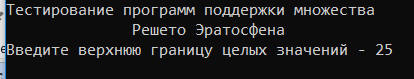 Тестирование программ поддержки множества
Решето Эратосфена
Введите верхнюю границу целых значений - 25